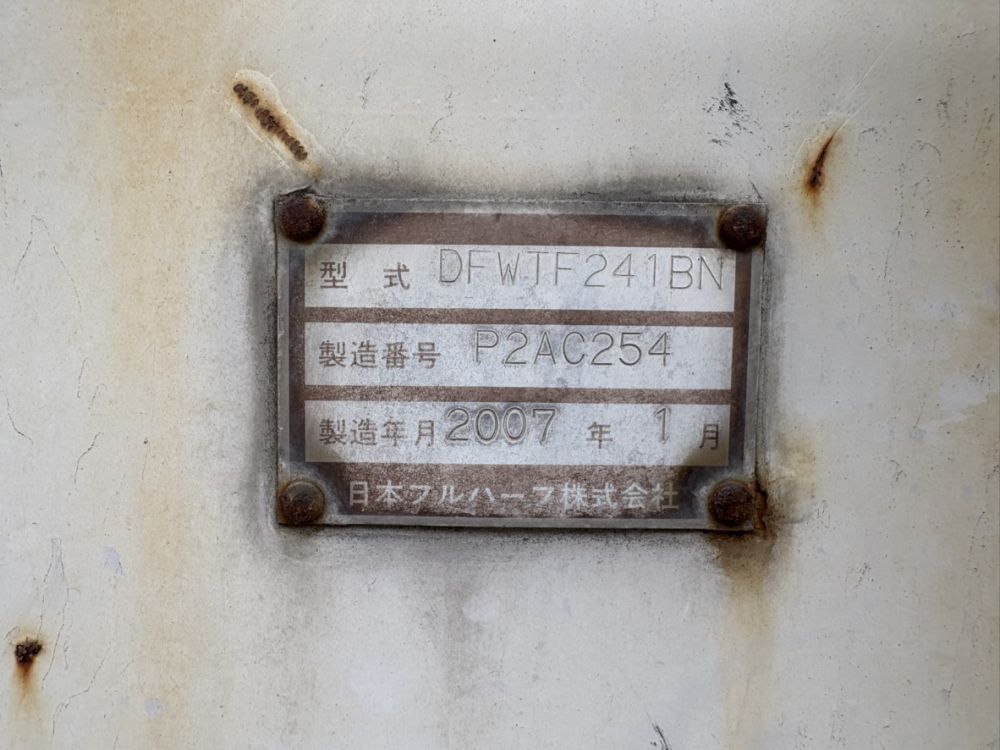 型 式 DFWTF241BN
製造番号 P2AC254
製造年月 2007 年 1 月
日本フルハーフ株式会社